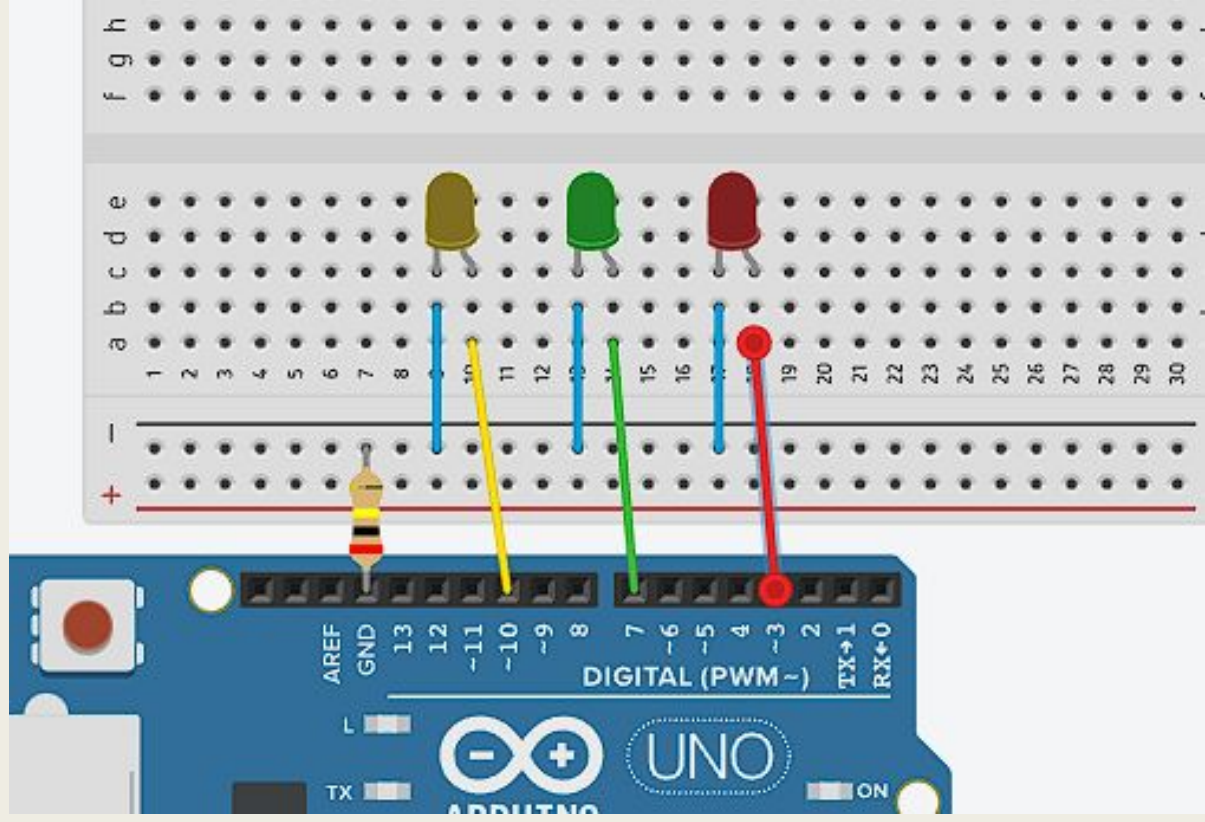 h
g
f
e
d
c
b
a
1 2 3 4 5 6 7 8 9 10 11 12 13 14 15 16 17 18 19 20 21 22 23 24 25 26 27 28 29 30
−
+
AREF GND 13 12 ~11 ~10 ~9 8 7 ~6 ~5 4 ~3 2 TX→1 RX←0
DIGITAL (PWM~)
L
UNO
TX ON
ARDUINO